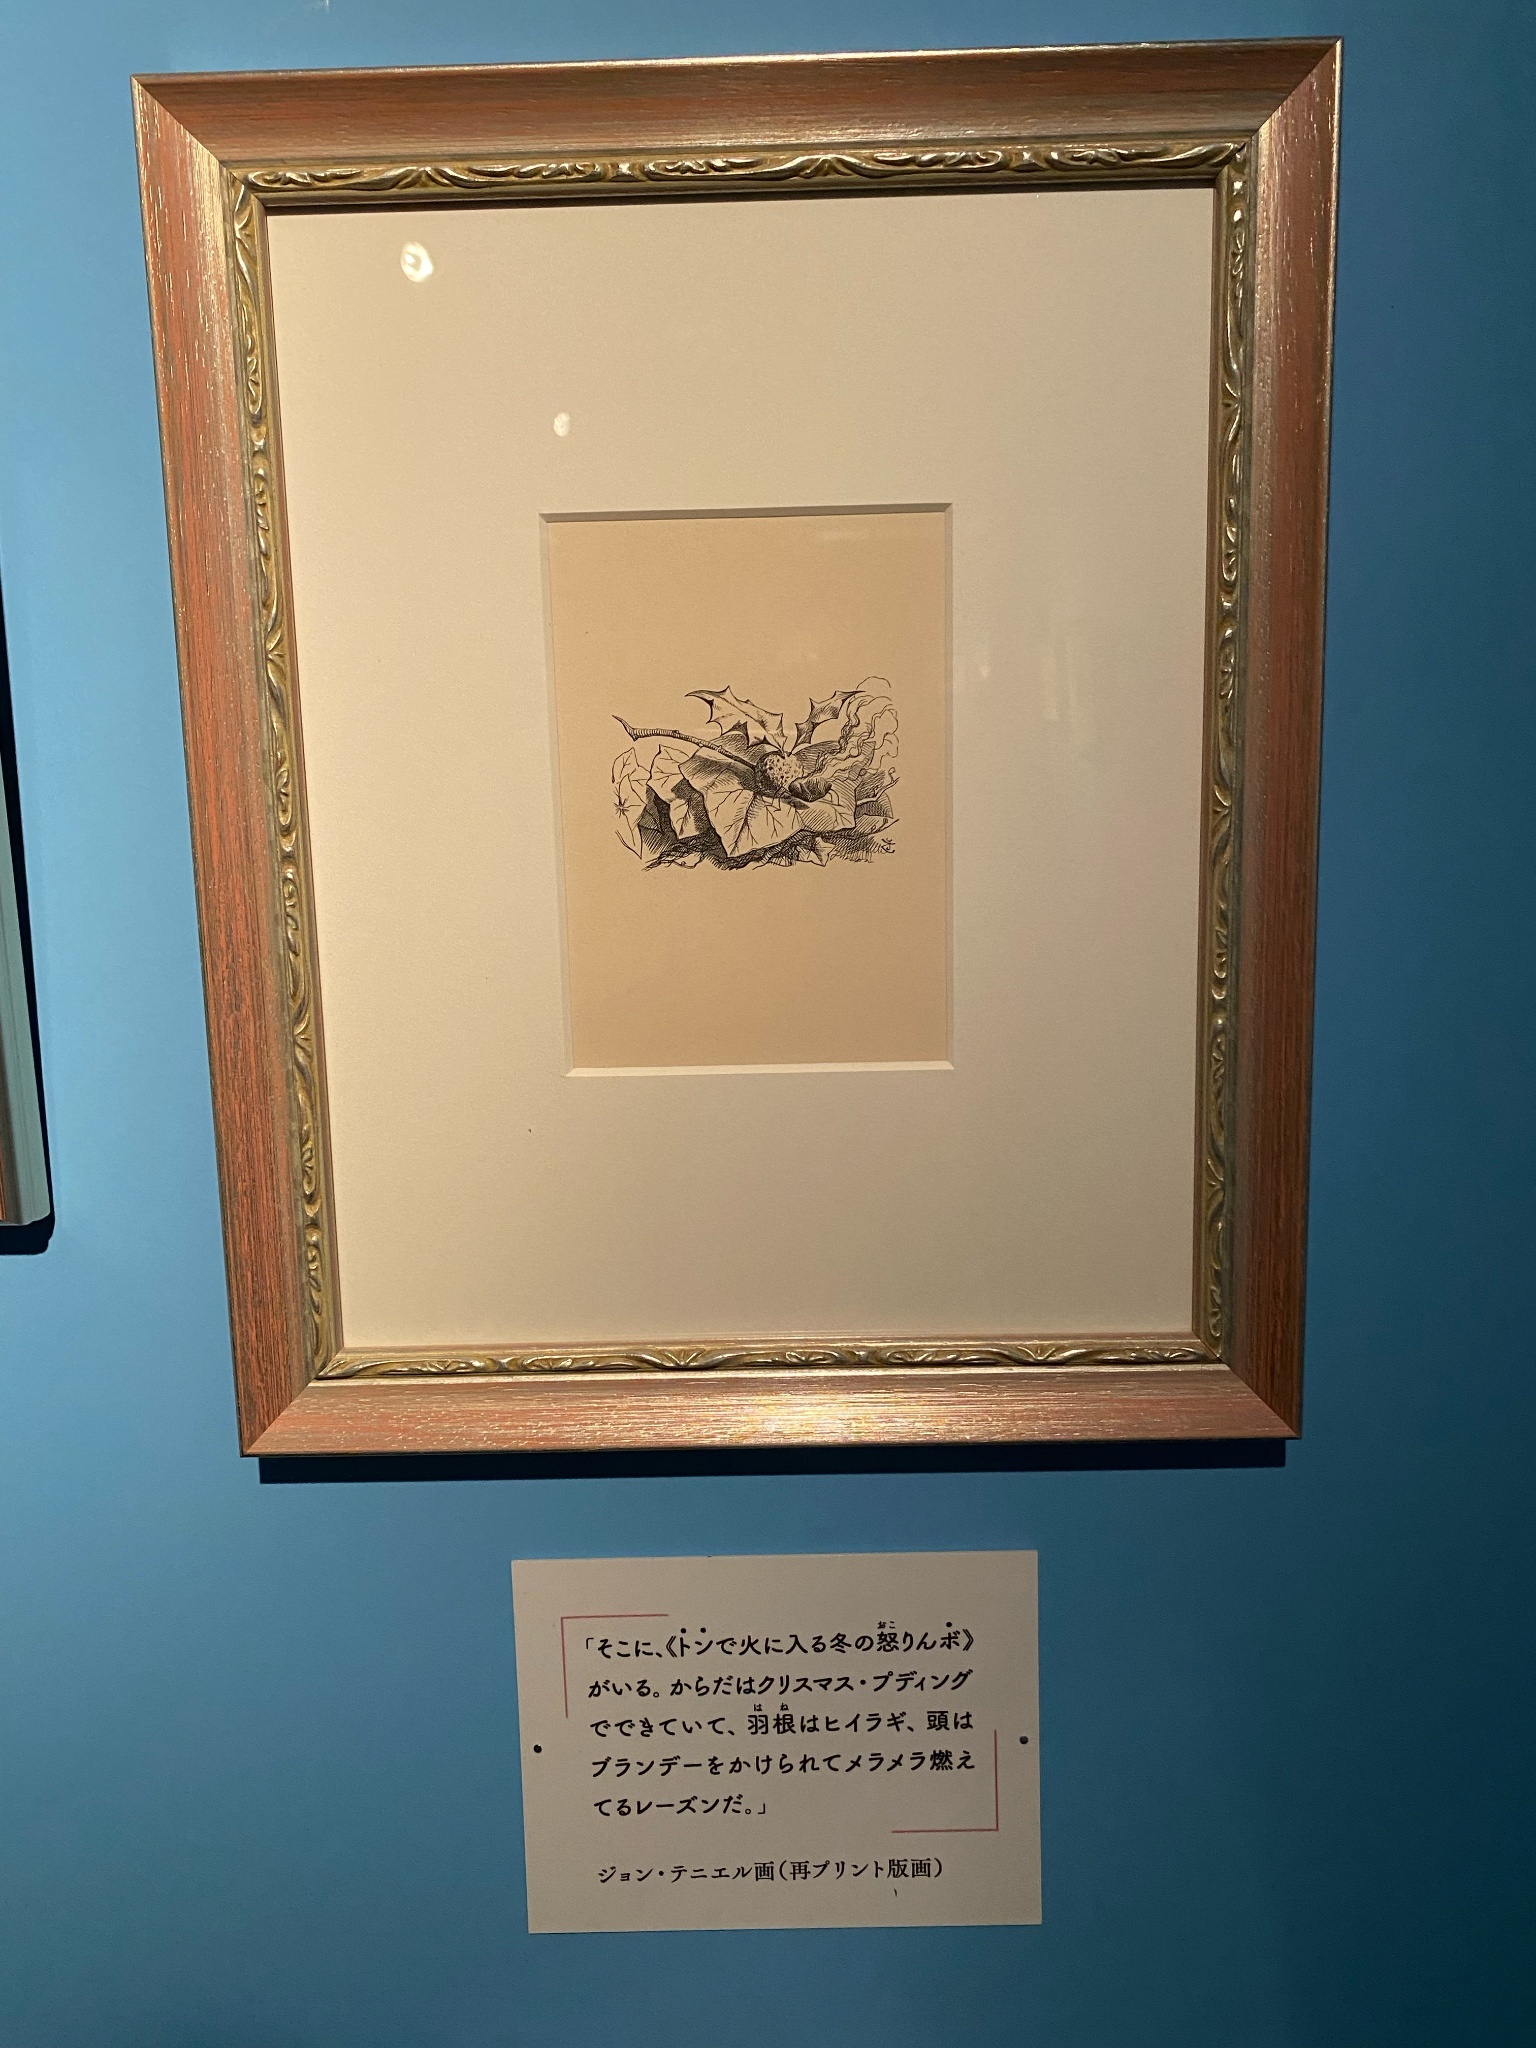 「そこに、《トンで火に入る冬の怒りんボ》
がいる。からだはクリスマス・プディング
でできていて、羽根はヒイラギ、頭は
ブランデーをかけられてメラメラ燃え
てるレーズンだ。」
ジョン・テニエル画（再プリント版画）